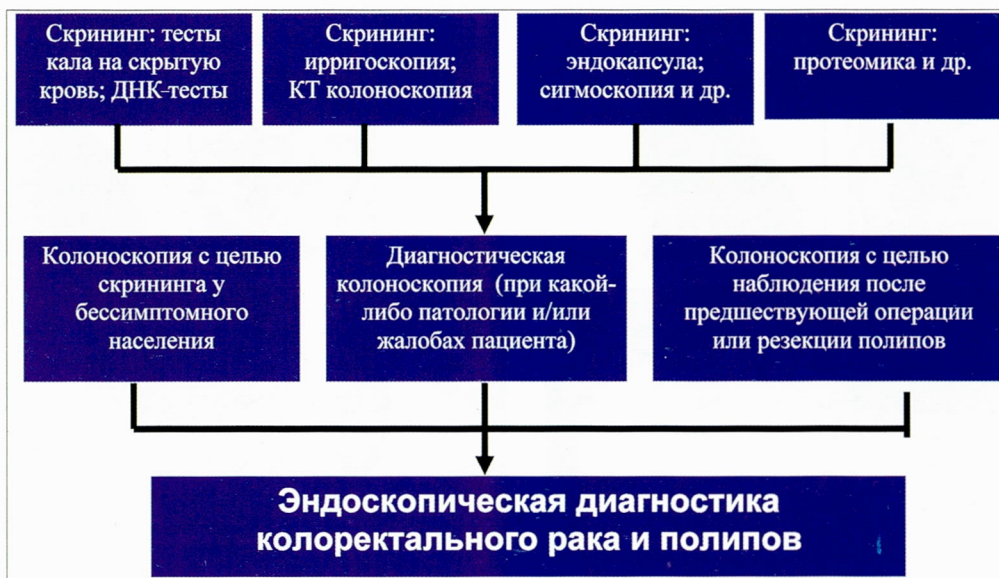 Скрининг: тесты
кала на скрытую
кровь; ДНК-тесты
Скрининг:
ирригоскопия;
КТ колоноскопия
Скрининг:
эндокапсула;
сигмоскопия и др.
Скрининг:
протеомика и др.
Колоноскопия с целью
скрининга у
бессимптомного
населения
Диагностическая
колоноскопия (при какой-
либо патологии и/или
жалобах пациента)
Колоноскопия с целью
наблюдения после
предшествующей операции
или резекции полипов
Эндоскопическая диагностика
колоректального рака и полипов